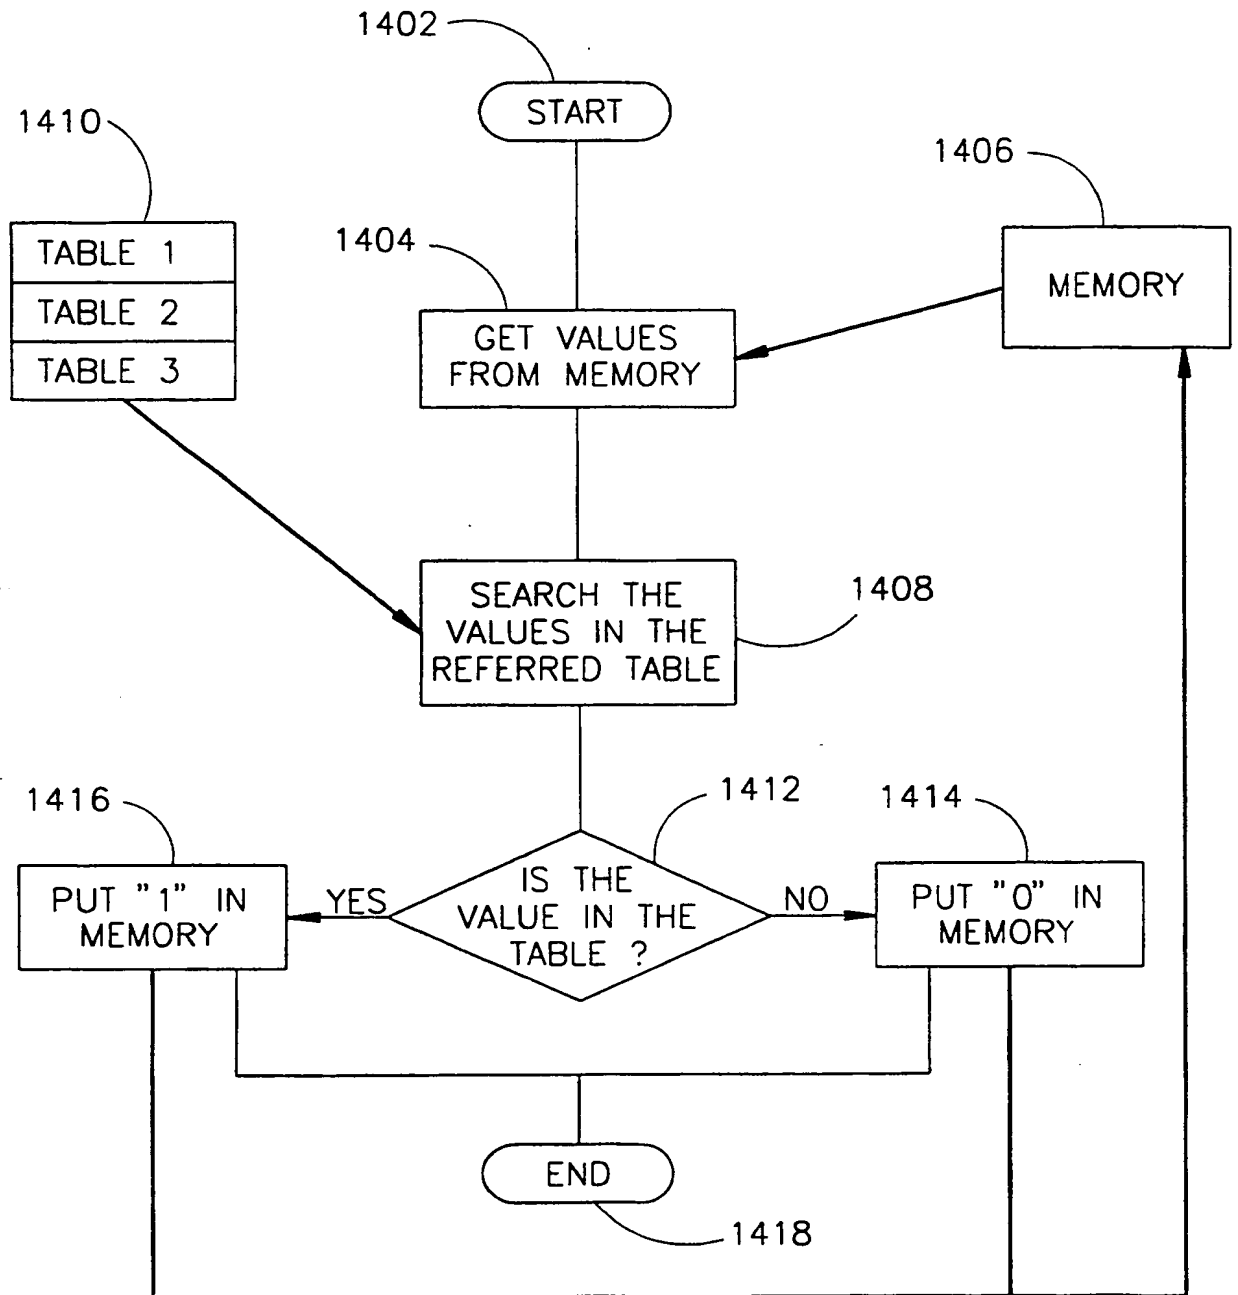 1402
START
1410
1406
TABLE 1
TABLE 2
TABLE 3
1404
MEMORY
GET VALUES
FROM MEMORY
SEARCH THE
VALUES IN THE
REFERRED TABLE
1408
1416
1412
1414
PUT "1" IN
MEMORY
YES
IS THE
VALUE IN THE
TABLE ?
NO
PUT "0" IN
MEMORY
END
1418